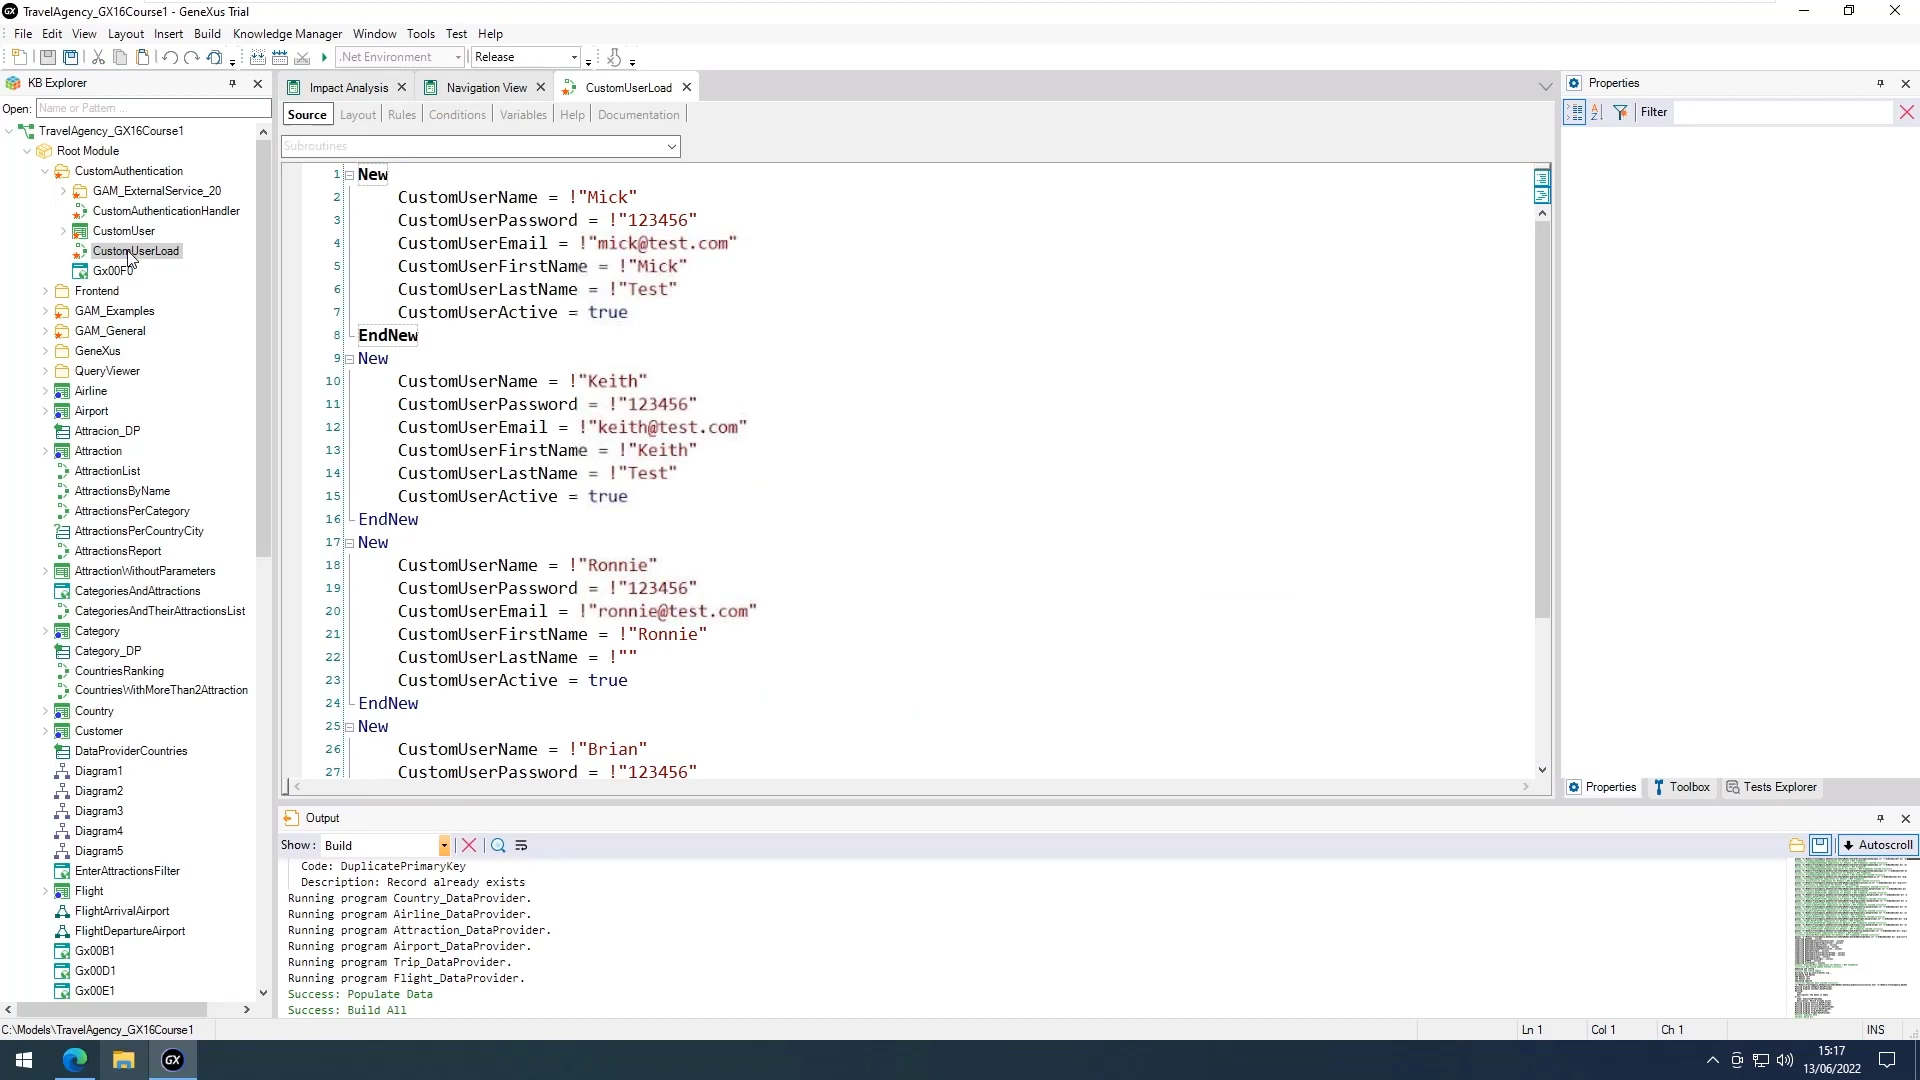 TravelAgency_GX16Course1 - GeneXus Trial
File Edit View Layout Insert Build Knowledge Manager Window Tools Test Help
.Net Environment Release
KB Explorer
Open: Name or Pattern ...
TravelAgency_GX16Course1
Root Module
CustomAuthentication
GAM_ExternalService_20
CustomAuthenticationHandler
CustomUser
CustomUserLoad
Gx00F0
Frontend
GAM_Examples
GAM_General
GeneXus
QueryViewer
Airline
Airport
Attracion_DP
Attraction
AttractionList
AttractionsByName
AttractionsPerCategory
AttractionsPerCountryCity
AttractionsReport
AttractionWithoutParameters
CategoriesAndAttractions
CategoriesAndTheirAttractionsList
Category
Category_DP
CountriesRanking
CountriesWithMoreThan2Attraction
Country
Customer
DataProviderCountries
Diagram1
Diagram2
Diagram3
Diagram4
Diagram5
EnterAttractionsFilter
Flight
FlightArrivalAirport
FlightDepartureAirport
Gx00B1
Gx00D1
Gx00E1
Impact Analysis Navigation View CustomUserLoad
Source Layout Rules Conditions Variables Help Documentation
Subroutines
1 New
2 CustomUserName = !"Mick"
3 CustomUserPassword = !"123456"
4 CustomUserEmail = !"mick@test.com"
5 CustomUserFirstName = !"Mick"
6 CustomUserLastName = !"Test"
7 CustomUserActive = true
8 EndNew
9 New
10 CustomUserName = !"Keith"
11 CustomUserPassword = !"123456"
12 CustomUserEmail = !"keith@test.com"
13 CustomUserFirstName = !"Keith"
14 CustomUserLastName = !"Test"
15 CustomUserActive = true
16 EndNew
17 New
18 CustomUserName = !"Ronnie"
19 CustomUserPassword = !"123456"
20 CustomUserEmail = !"ronnie@test.com"
21 CustomUserFirstName = !"Ronnie"
22 CustomUserLastName = !""
23 CustomUserActive = true
24 EndNew
25 New
26 CustomUserName = !"Brian"
27 CustomUserPassword = !"123456"
Properties
Filter
Properties Toolbox Tests Explorer
Output
Show: Build
Autoscroll
Code: DuplicatePrimaryKey
Description: Record already exists
Running program Country_DataProvider.
Running program Airline_DataProvider.
Running program Attraction_DataProvider.
Running program Airport_DataProvider.
Running program Trip_DataProvider.
Running program Flight_DataProvider.
Success: Populate Data
Success: Build All
C:\Models\TravelAgency_GX16Course1
Ln 1 Col 1 Ch 1 INS
GX
15:17
13/06/2022